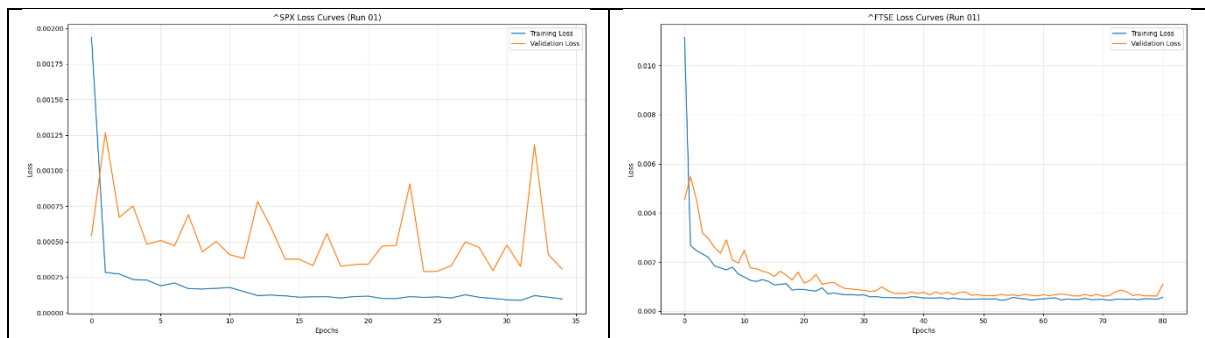 ^SPX Loss Curves (Run 01)
Training Loss
Validation Loss
0.00200
0.00175
0.00150
0.00125
0.00100
0.00075
0.00050
0.00025
0.00000
Loss
0 5 10 15 20 25 30 35
Epochs
^FTSE Loss Curves (Run 01)
Training Loss
Validation Loss
0.010
0.008
0.006
0.004
0.002
0.000
Loss
0 10 20 30 40 50 60 70 80
Epochs